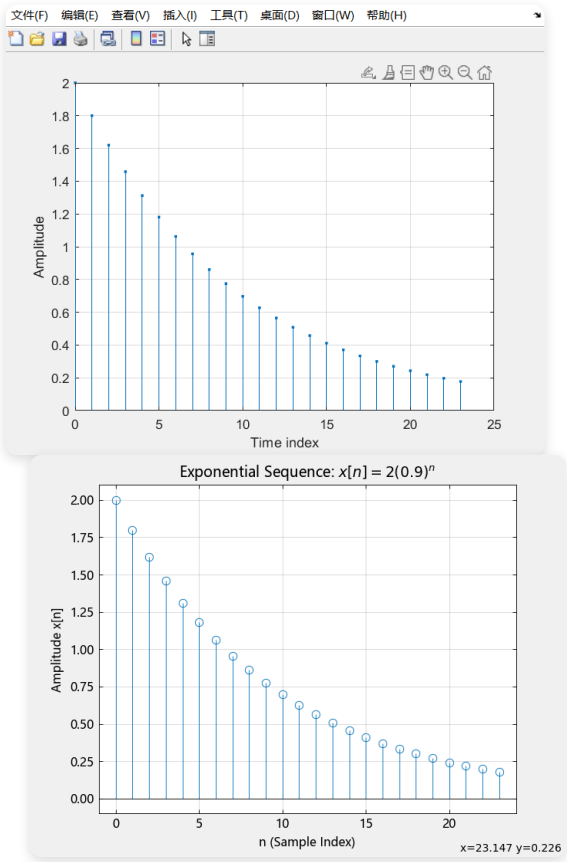 文件(F) 编辑(E) 查看(V) 插入(I) 工具(T) 桌面(D) 窗口(W) 帮助(H)
2
1.8
1.6
1.4
1.2
1
0.8
0.6
0.4
0.2
0
Amplitude
0 5 10 15 20 25
Time index
Exponential Sequence: x[n] = 2(0.9)ⁿ
2.00
1.75
1.50
1.25
1.00
0.75
0.50
0.25
0.00
Amplitude x[n]
0 5 10 15 20
n (Sample Index)
x=23.147 y=0.226